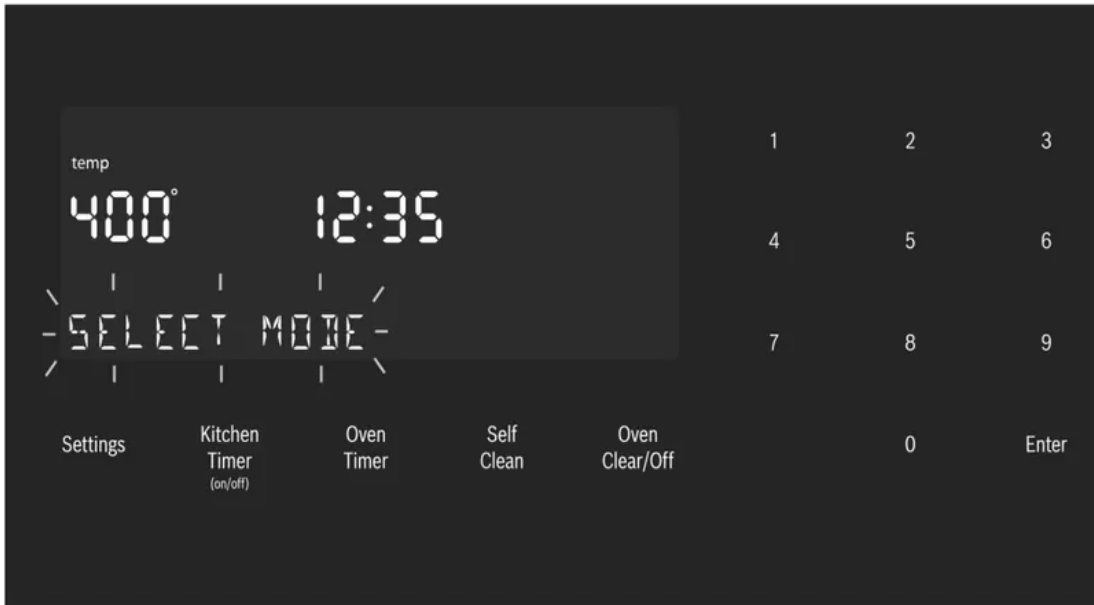 temp
400° 12:35
SELECT MODE
1 2 3
4 5 6
7 8 9
0 Enter
Settings
Kitchen Timer (on/off)
Oven Timer
Self Clean
Oven Clear/Off